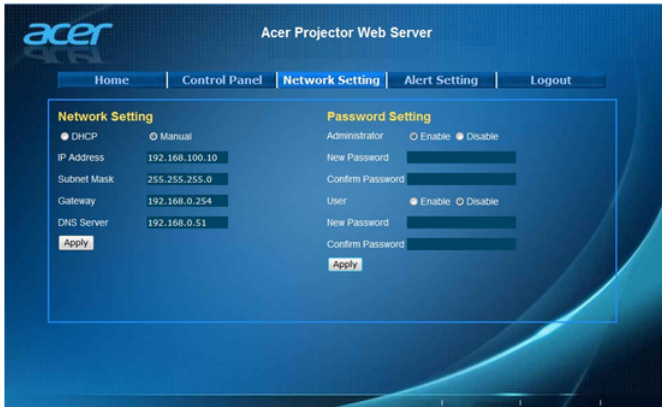 acer
Acer Projector Web Server
Home Control Panel Network Setting Alert Setting Logout
Network Setting
DHCP Manual
IP Address 192.168.100.10
Subnet Mask 255.255.255.0
Gateway 192.168.0.254
DNS Server 192.168.0.51
Apply
Password Setting
Administrator Enable Disable
New Password
Confirm Password
User Enable Disable
New Password
Confirm Password
Apply